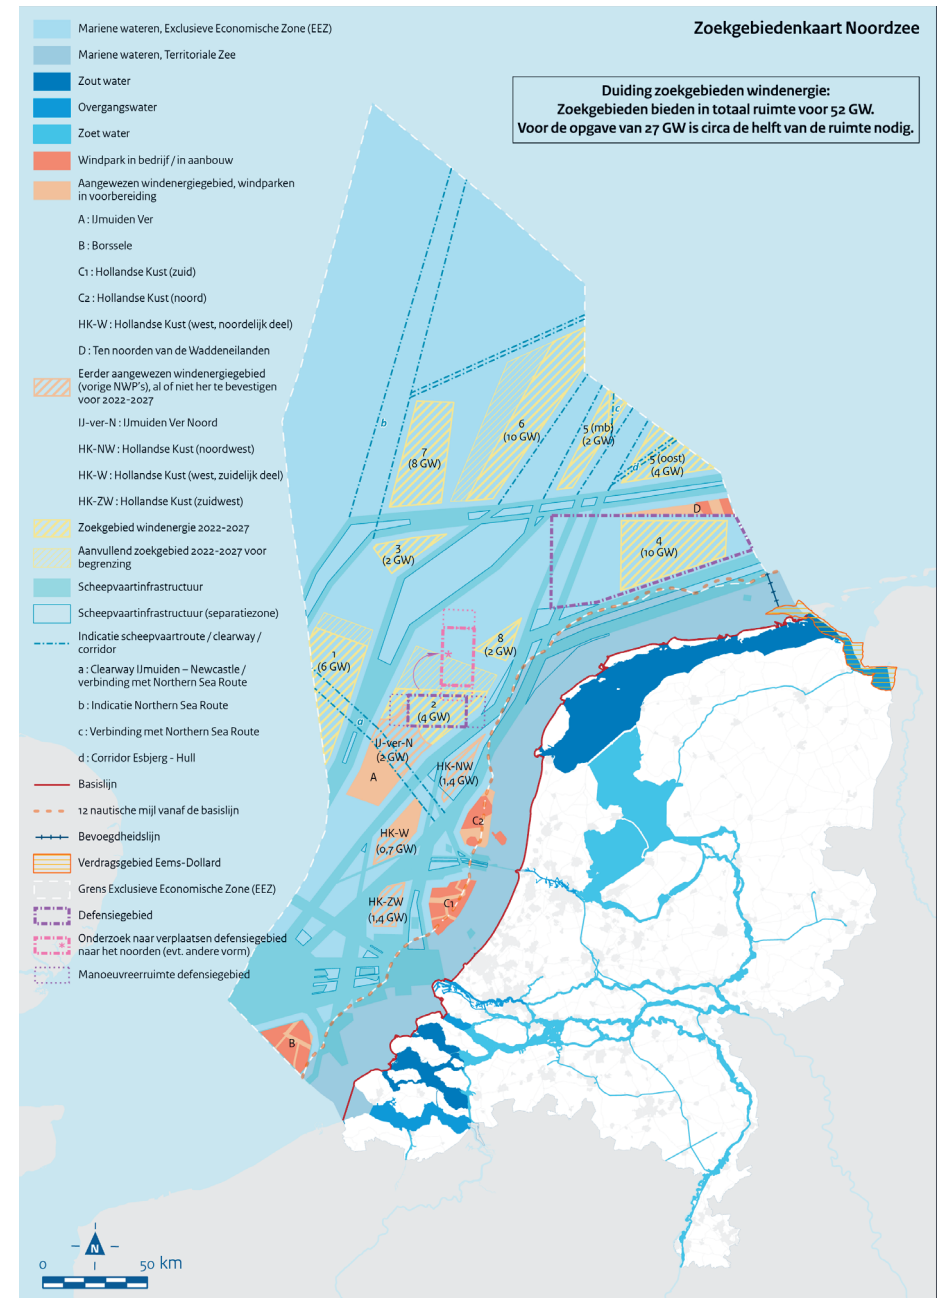 Zoekgebiedenkaart Noordzee
Duiding zoekgebieden windenergie:
Zoekgebieden bieden in totaal ruimte voor 52 GW.
Voor de opgave van 27 GW is circa de helft van de ruimte nodig.
Mariene wateren, Exclusieve Economische Zone (EEZ)
Mariene wateren, Territoriale Zee
Zout water
Overgangswater
Zoet water
Windpark in bedrijf / in aanbouw
Aangewezen windenergiegebied, windparken
in voorbereiding
A : IJmuiden Ver
B : Borssele
C1 : Hollandse Kust (zuid)
C2 : Hollandse Kust (noord)
HK-W : Hollandse Kust (west, noordelijk deel)
D : Ten noorden van de Waddeneilanden
Eerder aangewezen windenergiegebied
(vorige NWP's), al of niet her te bevestigen
voor 2022-2027
IJ-ver-N : IJmuiden Ver Noord
HK-NW : Hollandse Kust (noordwest)
HK-W : Hollandse Kust (west, zuidelijk deel)
HK-ZW : Hollandse Kust (zuidwest)
Zoekgebied windenergie 2022-2027
Aanvullend zoekgebied 2022-2027 voor
begrenzing
Scheepvaartinfrastructuur
Scheepvaartinfrastructuur (separatiezone)
Indicatie scheepvaartroute / clearway /
corridor
a : Clearway IJmuiden – Newcastle /
verbinding met Northern Sea Route
b : Indicatie Northern Sea Route
c : Verbinding met Northern Sea Route
d : Corridor Esbjerg - Hull
Basislijn
12 nautische mijl vanaf de basislijn
Bevoegdheidslijn
Verdragsgebied Eems-Dollard
Grens Exclusieve Economische Zone (EEZ)
Defensiegebied
Onderzoek naar verplaatsen defensiegebied
naar het noorden (evt. andere vorm)
Manoeuvreerruimte defensiegebied
b
7
(8 GW)
6
(10 GW)
c
5 (mb)
(2 GW)
d
5 (oost)
(4 GW)
D
3
(2 GW)
4
(10 GW)
1
(6 GW)
8
(2 GW)
*
2
(4 GW)
a
IJ-ver-N
(2 GW)
A
HK-NW
(1,4 GW)
C2
HK-W
(0,7 GW)
HK-ZW
(1,4 GW)
C1
B
N
0
50 km